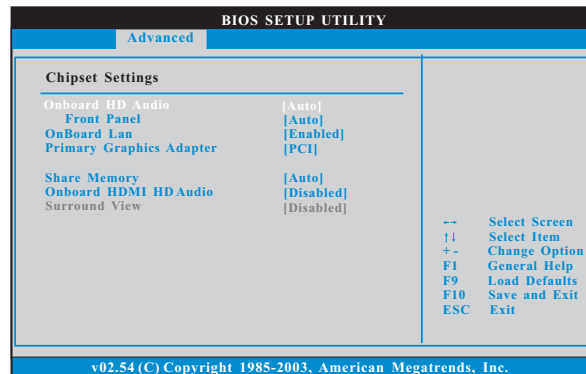 BIOS SETUP UTILITY
Advanced
Chipset Settings
Onboard HD Audio [Auto]
Front Panel [Auto]
OnBoard Lan [Enabled]
Primary Graphics Adapter [PCI]
Share Memory [Auto]
Onboard HDMI HD Audio [Disabled]
Surround View [Disabled]
←→ Select Screen
↑↓ Select Item
+ - Change Option
F1 General Help
F9 Load Defaults
F10 Save and Exit
ESC Exit
v02.54 (C) Copyright 1985-2003, American Megatrends, Inc.